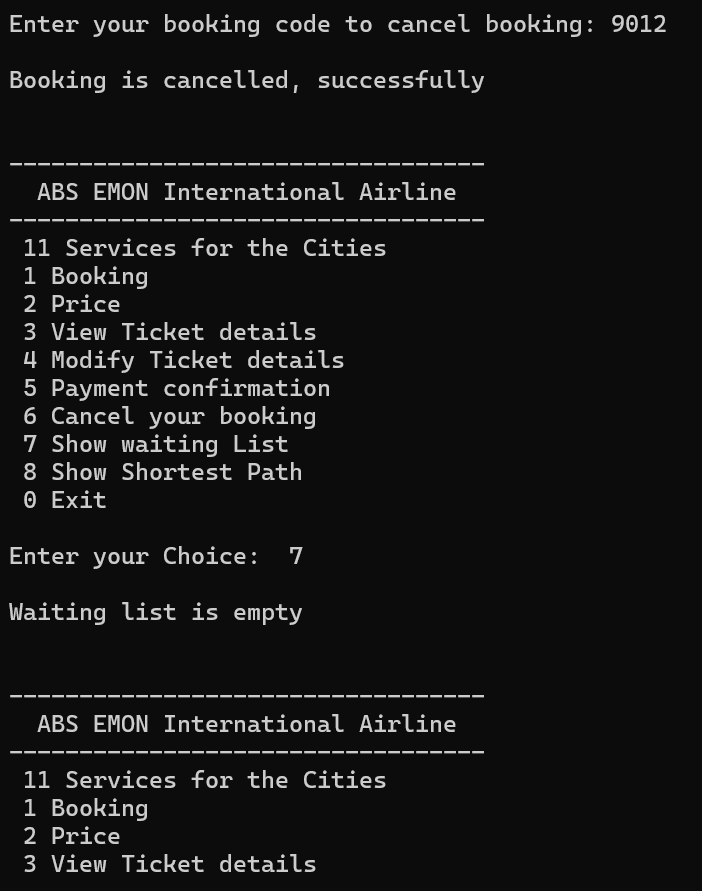 Enter your booking code to cancel booking: 9012
Booking is cancelled, successfully
----------------------------------
ABS EMON International Airline
----------------------------------
11 Services for the Cities
1 Booking
2 Price
3 View Ticket details
4 Modify Ticket details
5 Payment confirmation
6 Cancel your booking
7 Show waiting List
8 Show Shortest Path
0 Exit
Enter your Choice:  7
Waiting list is empty
----------------------------------
ABS EMON International Airline
----------------------------------
11 Services for the Cities
1 Booking
2 Price
3 View Ticket details